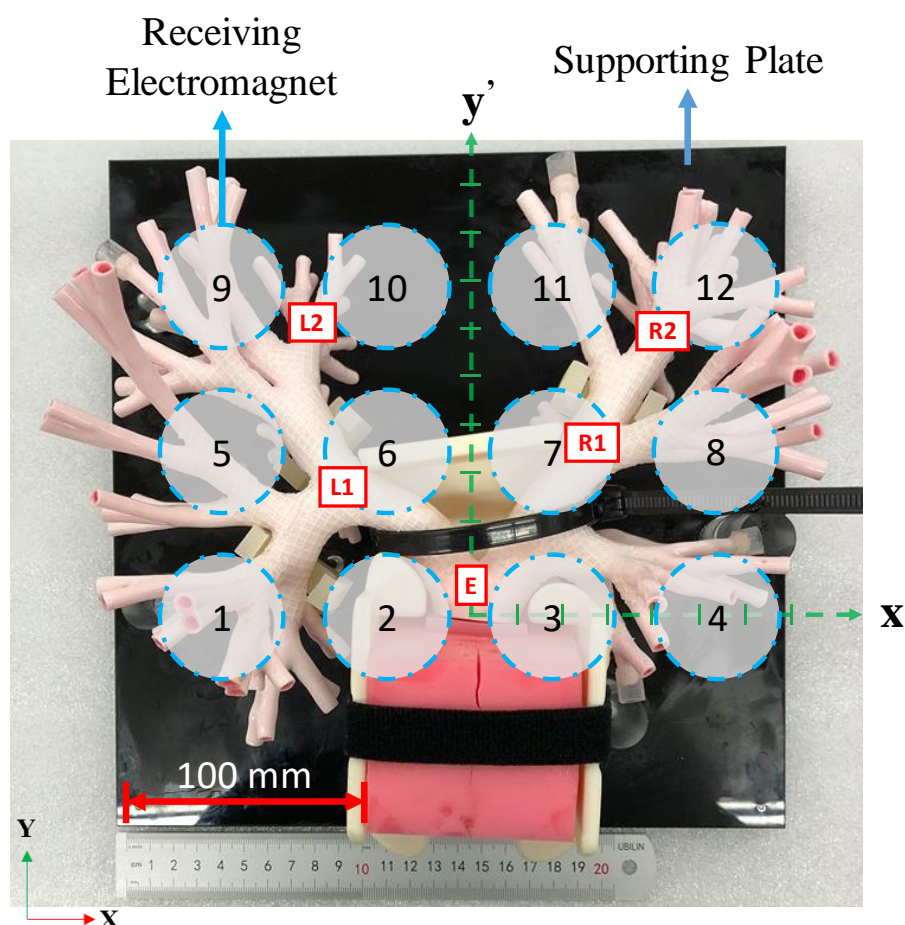 Receiving
Electromagnet
Supporting Plate
y’
9
10
11
12
L2
R2
5
6
7
8
R1
L1
E
1
2
3
4
x
100 mm
Y
X
UBILIN
cm 1 2 3 4 5 6 7 8 9 10 11 12 13 14 15 16 17 18 19 20